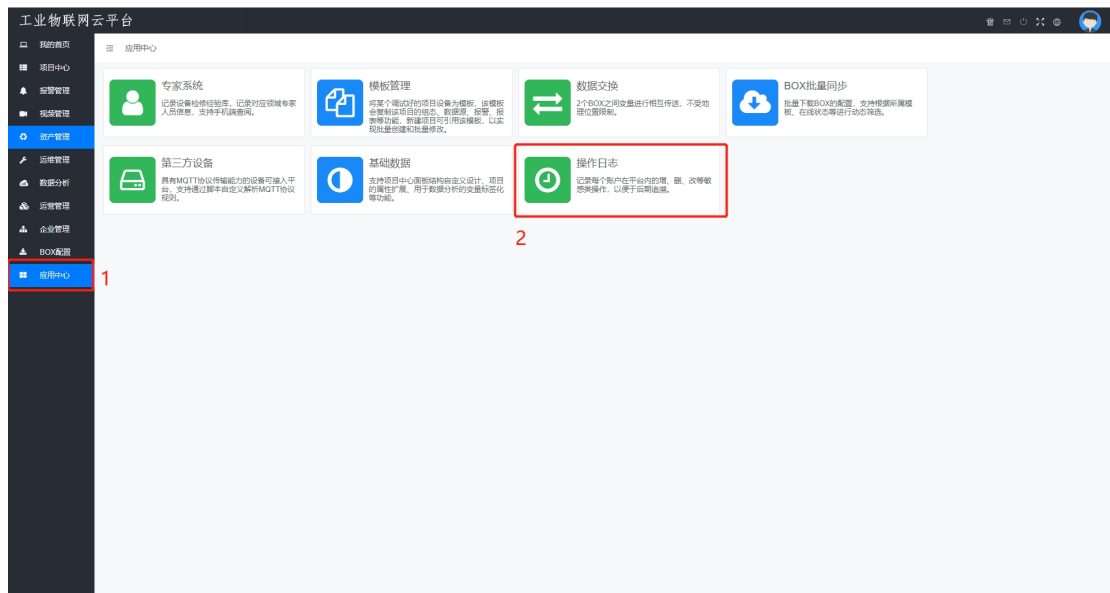 工业物联网云平台
我的首页
应用中心
项目中心
报警管理
视频管理
资产管理
运维管理
数据分析
运营管理
企业管理
BOX配置
应用中心
1
专家系统
记录设备检修经验库、记录对应领域专家
人员信息，支持手机端查阅。
模板管理
将某个调试好的项目设备为模板，该模板
会复制该项目的组态、数据源、报警、报
表等功能，新建项目可引用该模板，以实
现批量创建和批量修改。
数据交换
2个BOX之间变量进行相互传送，不受地
理位置限制。
BOX批量同步
批量下载BOX的配置，支持根据所属模
板、在线状态等进行动态筛选。
第三方设备
具有MQTT协议传输能力的设备可接入平
台，支持通过脚本自定义解析MQTT协议
规则。
基础数据
支持项目中心面板结构自定义设计、项目
的属性扩展、用于数据分析的变量标签化
等功能。
操作日志
记录每个账户在平台内的增、删、改等敏
感类操作，以便于后期追溯。
2